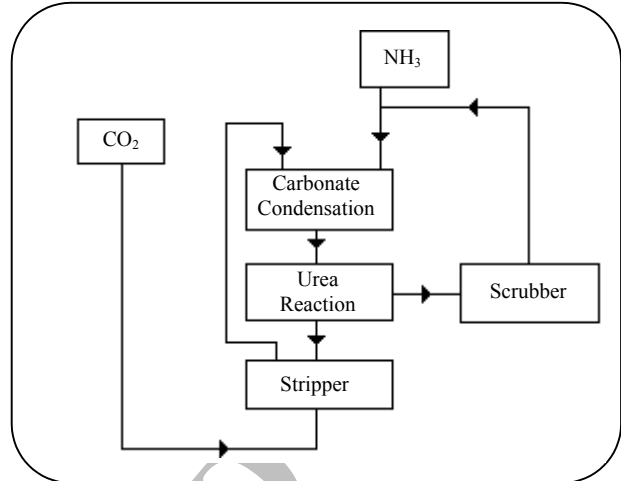 NH₃
CO₂
Carbonate
Condensation
Urea
Reaction
Scrubber
Stripper